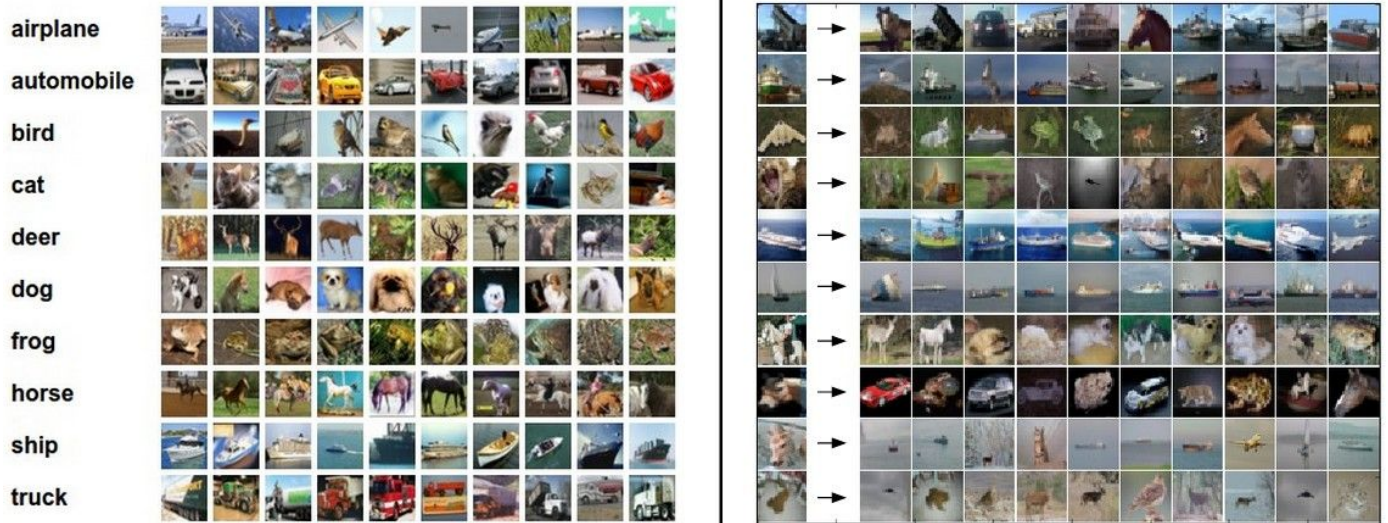 airplane
automobile
bird
cat
deer
dog
frog
horse
ship
truck